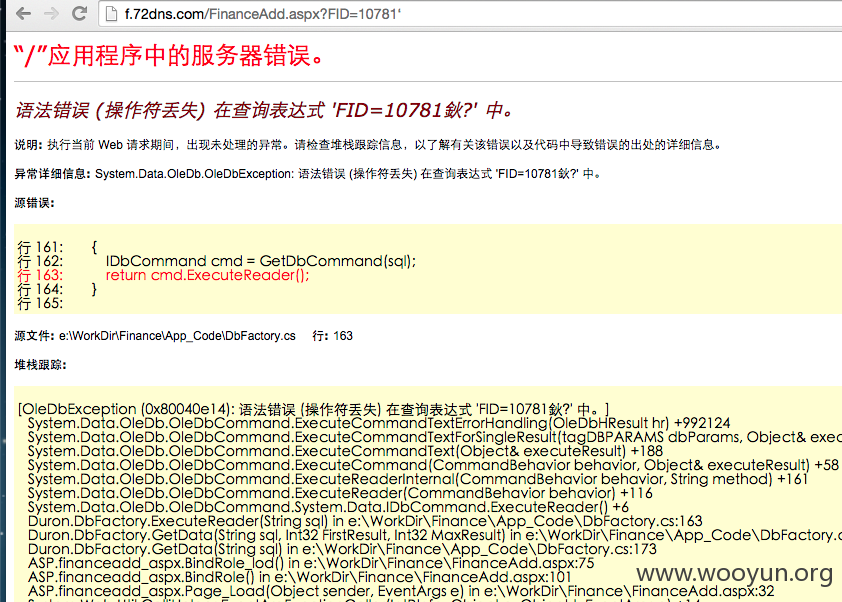 f.72dns.com/FinanceAdd.aspx?FID=10781‘
“/”应用程序中的服务器错误。
语法错误 (操作符丢失) 在查询表达式 'FID=10781鈥?' 中。
说明: 执行当前 Web 请求期间，出现未处理的异常。请检查堆栈跟踪信息，以了解有关该错误以及代码中导致错误的出处的详细信息。
异常详细信息: System.Data.OleDb.OleDbException: 语法错误 (操作符丢失) 在查询表达式 'FID=10781鈥?' 中。
源错误:
行 161: {
行 162: IDbCommand cmd = GetDbCommand(sql);
行 163: return cmd.ExecuteReader();
行 164: }
行 165:
源文件: e:\WorkDir\Finance\App_Code\DbFactory.cs 行: 163
堆栈跟踪:
[OleDbException (0x80040e14): 语法错误 (操作符丢失) 在查询表达式 'FID=10781鈥?' 中。]
System.Data.OleDb.OleDbCommand.ExecuteCommandTextErrorHandling(OleDbHResult hr) +992124
System.Data.OleDb.OleDbCommand.ExecuteCommandTextForSingleResult(tagDBPARAMS dbParams, Object& exec
System.Data.OleDb.OleDbCommand.ExecuteCommandText(Object& executeResult) +188
System.Data.OleDb.OleDbCommand.ExecuteCommand(CommandBehavior behavior, Object& executeResult) +58
System.Data.OleDb.OleDbCommand.ExecuteReaderInternal(CommandBehavior behavior, String method) +161
System.Data.OleDb.OleDbCommand.ExecuteReader(CommandBehavior behavior) +116
System.Data.OleDb.OleDbCommand.System.Data.IDbCommand.ExecuteReader() +6
Duron.DbFactory.ExecuteReader(String sql) in e:\WorkDir\Finance\App_Code\DbFactory.cs:163
Duron.DbFactory.GetData(String sql, Int32 FirstResult, Int32 MaxResult) in e:\WorkDir\Finance\App_Code\DbFactory.c
Duron.DbFactory.GetData(String sql) in e:\WorkDir\Finance\App_Code\DbFactory.cs:173
ASP.financeadd_aspx.BindRole_lod() in e:\WorkDir\Finance\FinanceAdd.aspx:75
ASP.financeadd_aspx.BindRole() in e:\WorkDir\Finance\FinanceAdd.aspx:101
ASP.financeadd_aspx.Page_Load(Object sender, EventArgs e) in e:\WorkDir\Finance\FinanceAdd.aspx:32
www.wooyun.org